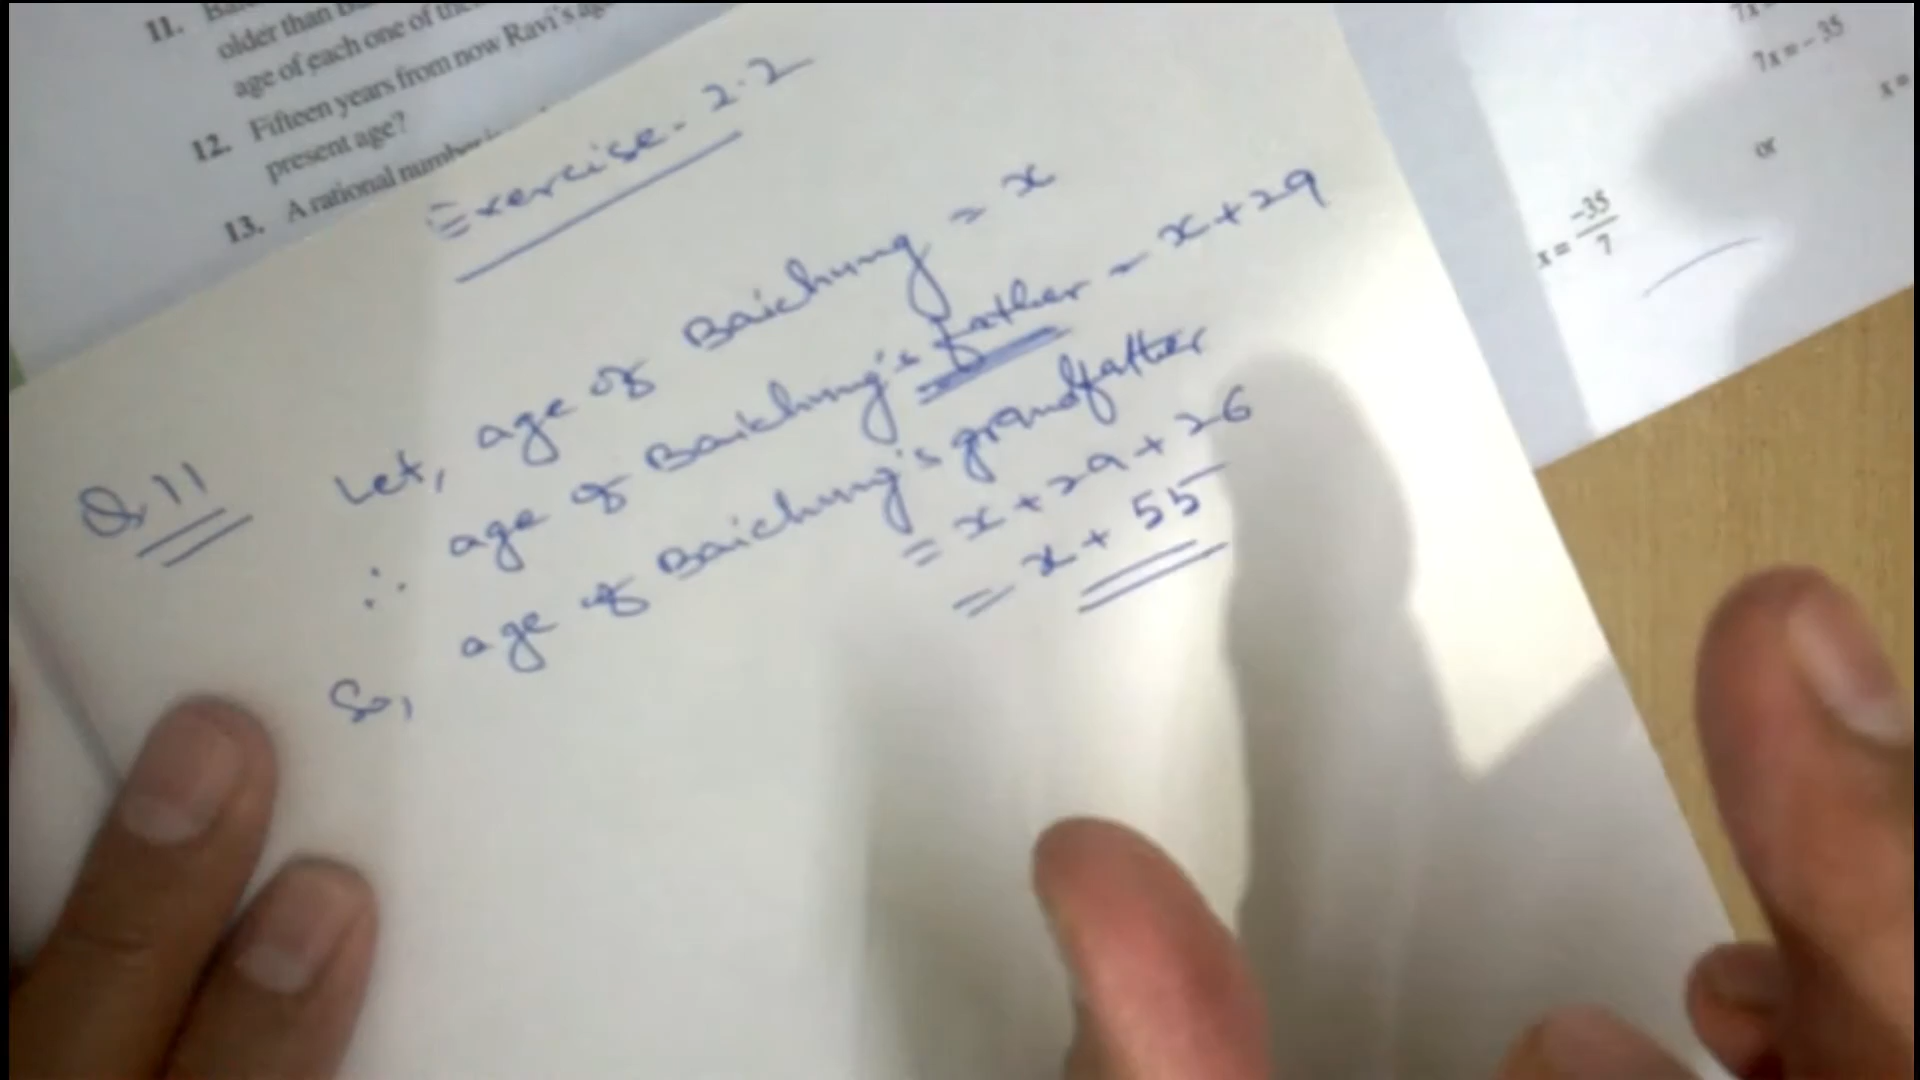 11.
older than
age of each one of
12. Fifteen years from now Ravi's age
present age?
13. A rational number
Exercise - 2.2
Q.11 Let, age of Baichung = x
∴ age of Baichung's father = x + 29
So, age of Baichung's grandfather
= x + 29 + 26
= x + 55
7x = - 35
x =
or
x = -35/7